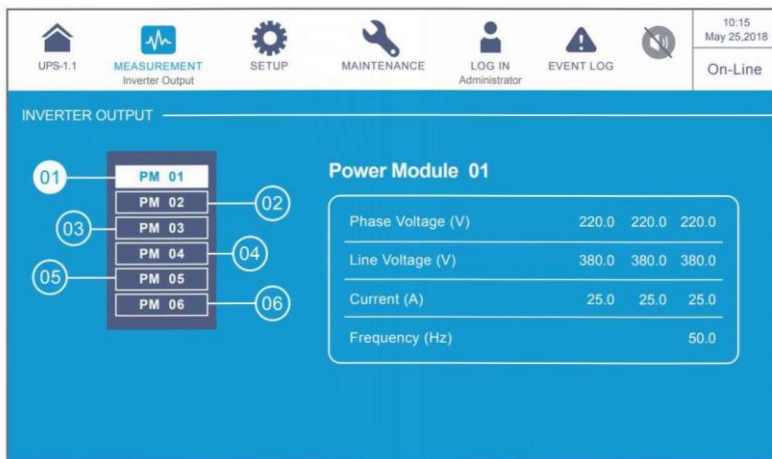 UPS-1.1
MEASUREMENT
Inverter Output
SETUP
MAINTENANCE
LOG IN
Administrator
EVENT LOG
10:15
May 25,2018
On-Line
INVERTER OUTPUT
01
PM 01
PM 02
02
03
PM 03
PM 04
04
05
PM 05
PM 06
06
Power Module 01
Phase Voltage (V) 220.0 220.0 220.0
Line Voltage (V) 380.0 380.0 380.0
Current (A) 25.0 25.0 25.0
Frequency (Hz) 50.0